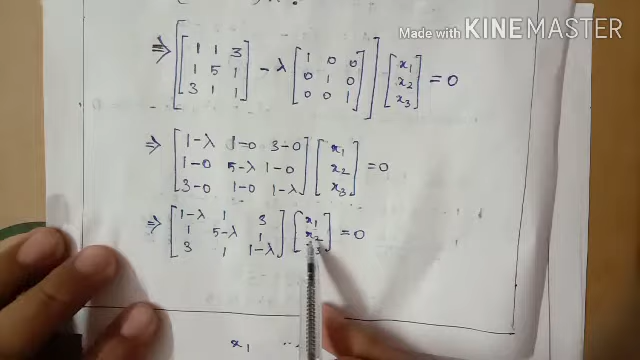 Made with KINEMASTER
⇒ [[1 1 3] [1 5 1] [3 1 1]] − λ [[1 0 0] [0 1 0] [0 0 1]]] [x₁ x₂ x₃] = 0
⇒ [[1−λ 1−0 3−0] [1−0 5−λ 1−0] [3−0 1−0 1−λ]] [x₁ x₂ x₃] = 0
⇒ [[1−λ 1 3] [1 5−λ 1] [3 1 1−λ]] [x₁ x₂ x₃] = 0
x₁